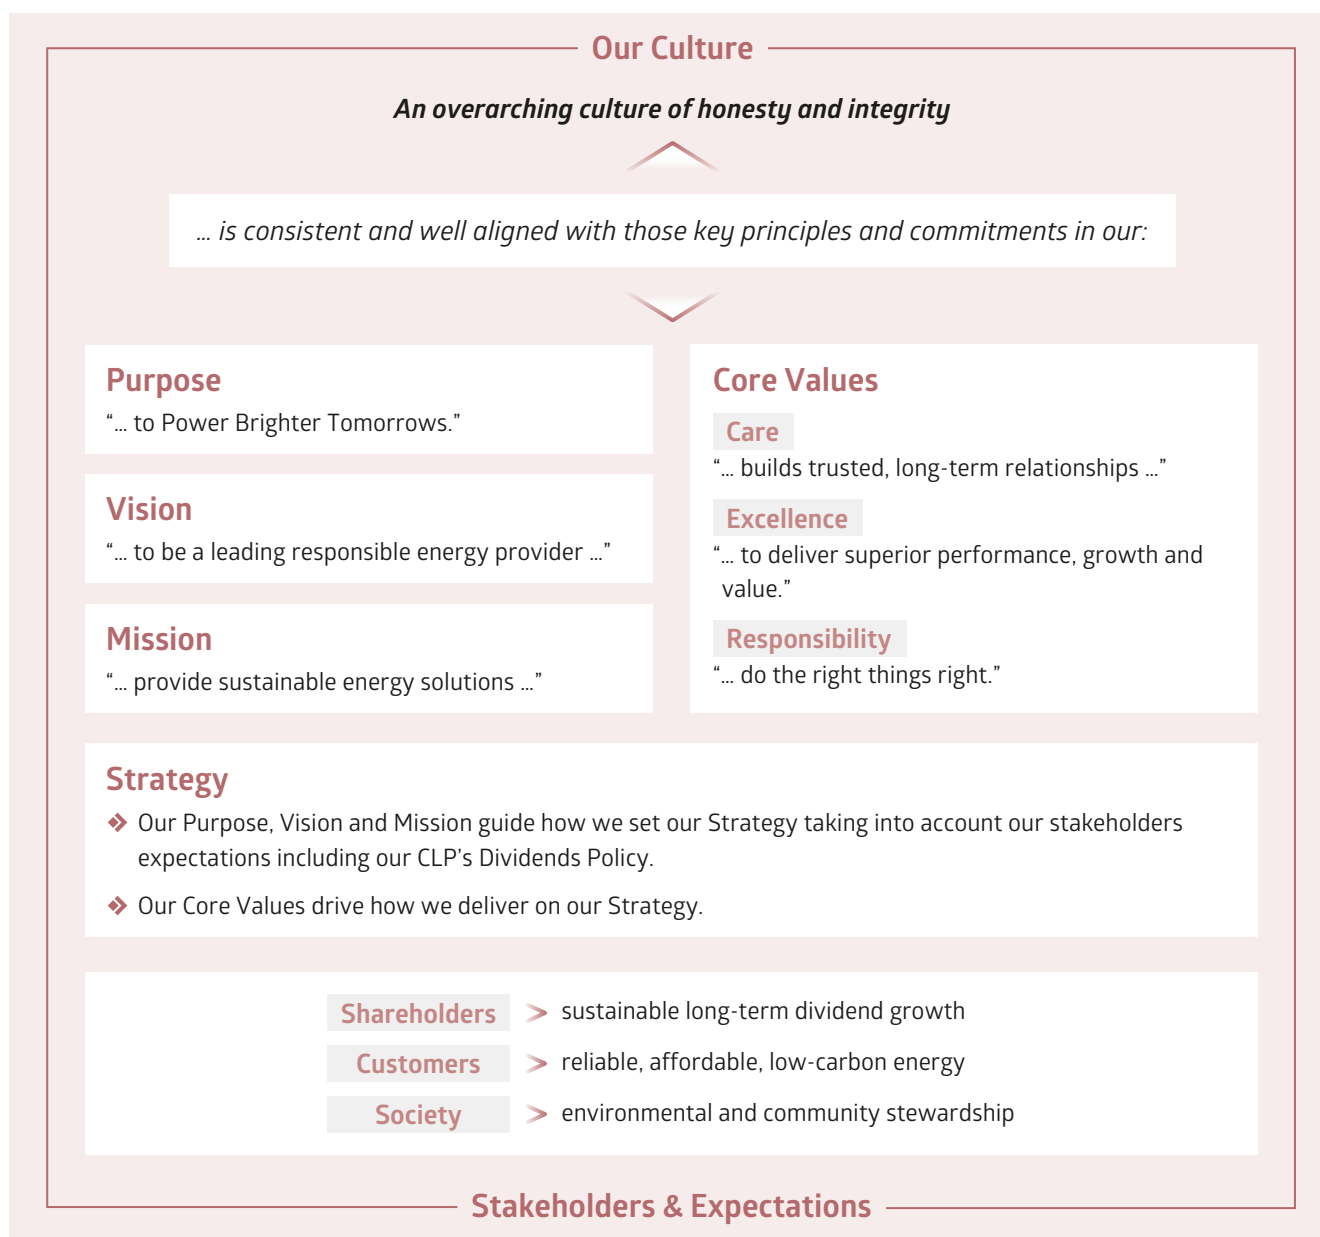 Our Culture
An overarching culture of honesty and integrity
... is consistent and well aligned with those key principles and commitments in our:
Purpose
“... to Power Brighter Tomorrows.”
Vision
“... to be a leading responsible energy provider ...”
Mission
“... provide sustainable energy solutions ...”
Core Values
Care
“... builds trusted, long-term relationships ...”
Excellence
“... to deliver superior performance, growth and
value.”
Responsibility
“... do the right things right.”
Strategy
Our Purpose, Vision and Mission guide how we set our Strategy taking into account our stakeholders
expectations including our CLP’s Dividends Policy.
Our Core Values drive how we deliver on our Strategy.
Shareholders > sustainable long-term dividend growth
Customers > reliable, affordable, low-carbon energy
Society > environmental and community stewardship
Stakeholders & Expectations